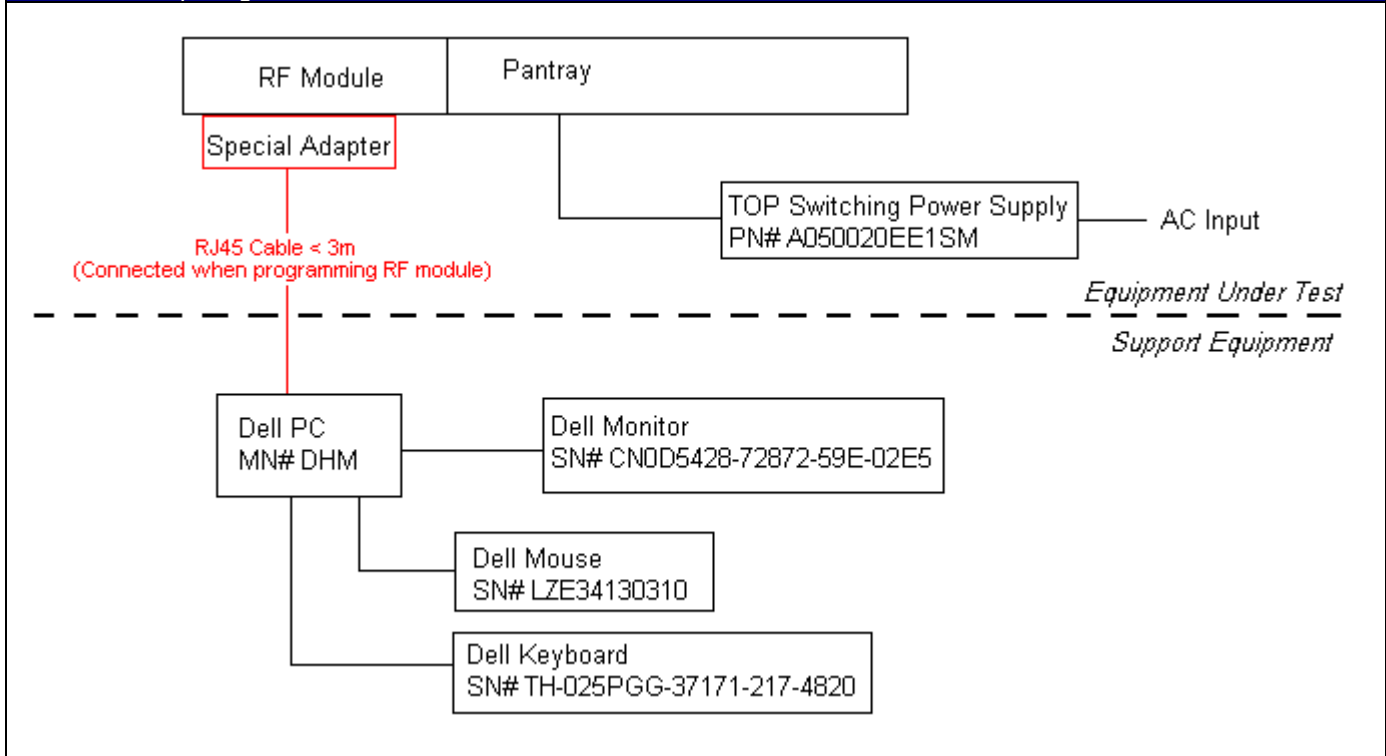 RF Module
Pantray
Special Adapter
TOP Switching Power Supply
PN# A050020EE1SM
AC Input
RJ45 Cable < 3m
(Connected when programming RF module)
Equipment Under Test
Support Equipment
Dell PC
MN# DHM
Dell Monitor
SN# CN0D5428-72872-59E-02E5
Dell Mouse
SN# LZE34130310
Dell Keyboard
SN# TH-025PGG-37171-217-4820